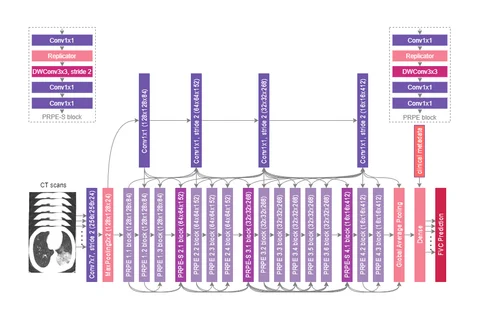 Conv1x1
Replicator
DWConv3x3, stride 2
Conv1x1
Conv1x1
PRPE-S block
Conv1x1
Replicator
DWConv3x3
Conv1x1
Conv1x1
PRPE block
Conv1x1 (128x128x84)
Conv1x1, stride 2 (64x64x152)
Conv1x1, stride 2 (32x32x268)
Conv1x1, stride 2 (16x16x412)
clinical metadata
CT scans
Conv7x7, stride 2 (256x256x24)
MaxPooling2x2 (128x128x24)
PRPE 1.1 block (128x128x84)
PRPE 1.2 block (128x128x84)
PRPE 1.3 block (128x128x84)
PRPE-S 2.1 block (64x64x152)
PRPE 2.2 block (64x64x152)
PRPE 2.3 block (64x64x152)
PRPE 2.4 block (64x64x152)
PRPE-S 3.1 block (32x32x268)
PRPE 3.2 block (32x32x268)
PRPE 3.3 block (32x32x268)
PRPE 3.4 block (32x32x268)
PRPE 3.5 block (32x32x268)
PRPE 3.6 block (32x32x268)
PRPE-S 4.1 block (16x16x412)
PRPE 4.2 block (16x16x412)
PRPE 4.3 block (16x16x412)
Global Average Pooling
Dense
FVC Prediction